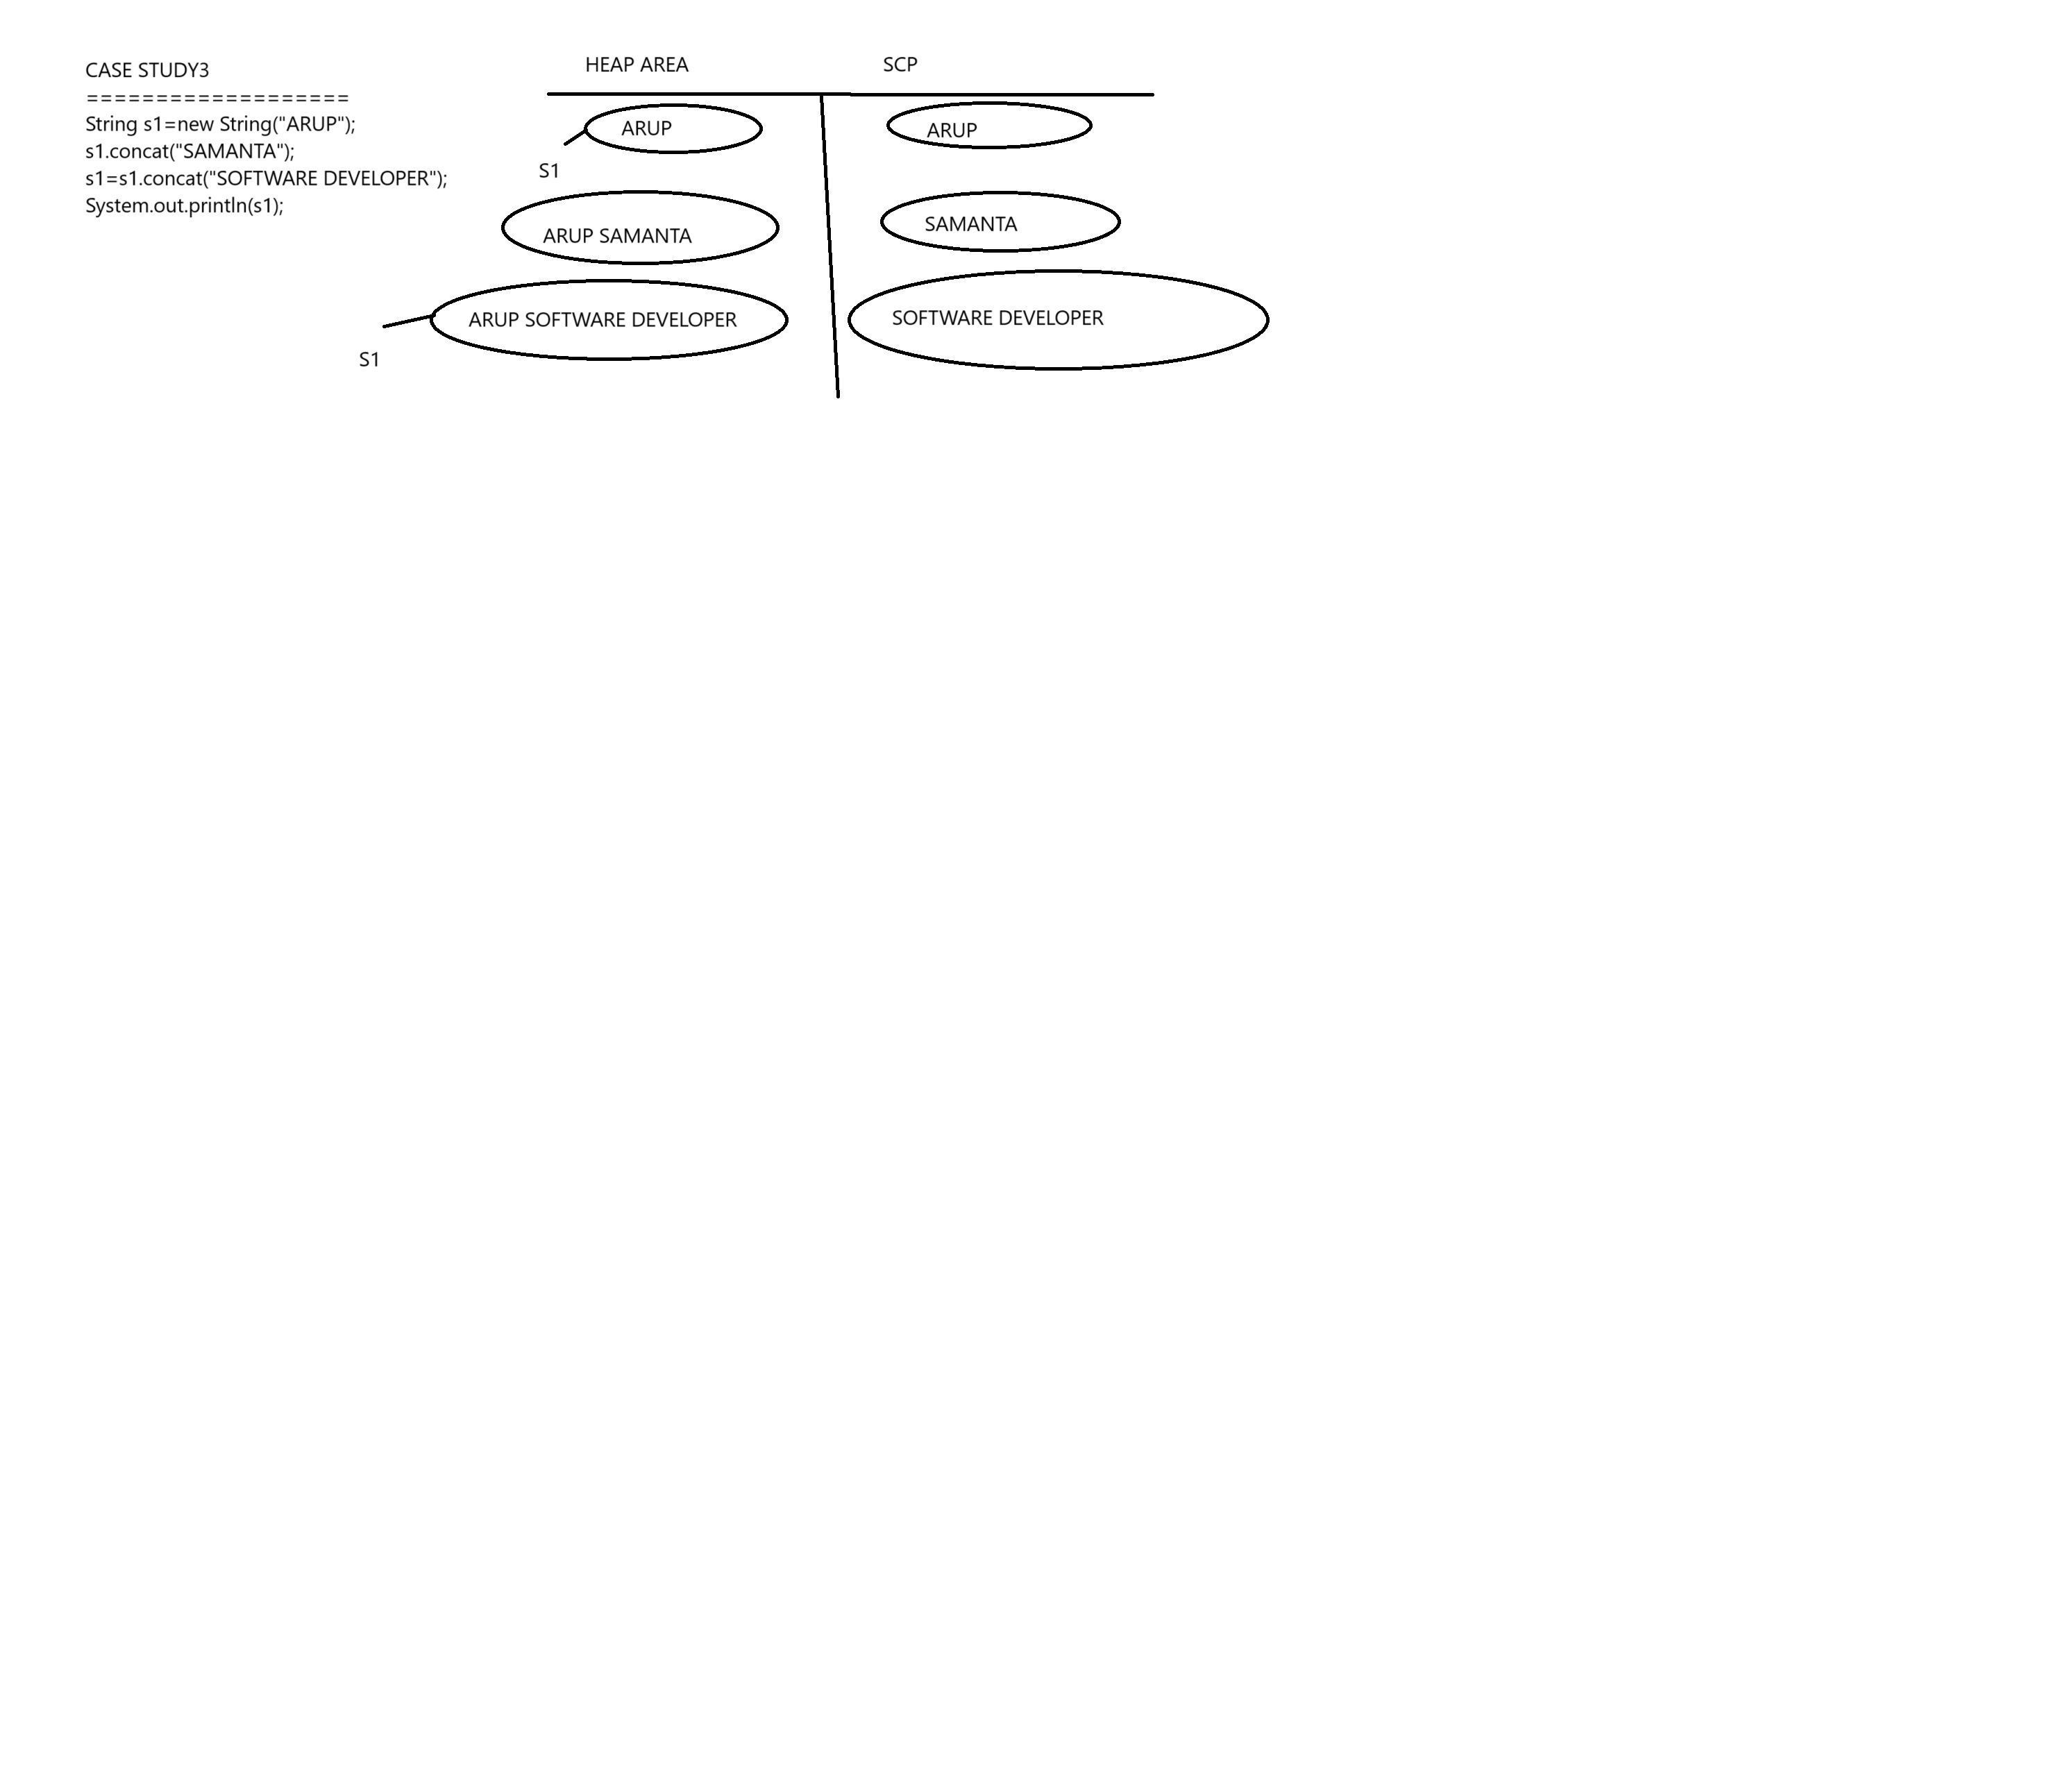 CASE STUDY3
===================
String s1=new String("ARUP");
s1.concat("SAMANTA");
s1=s1.concat("SOFTWARE DEVELOPER");
System.out.println(s1);
HEAP AREA
SCP
ARUP
ARUP
S1
ARUP SAMANTA
SAMANTA
ARUP SOFTWARE DEVELOPER
SOFTWARE DEVELOPER
S1